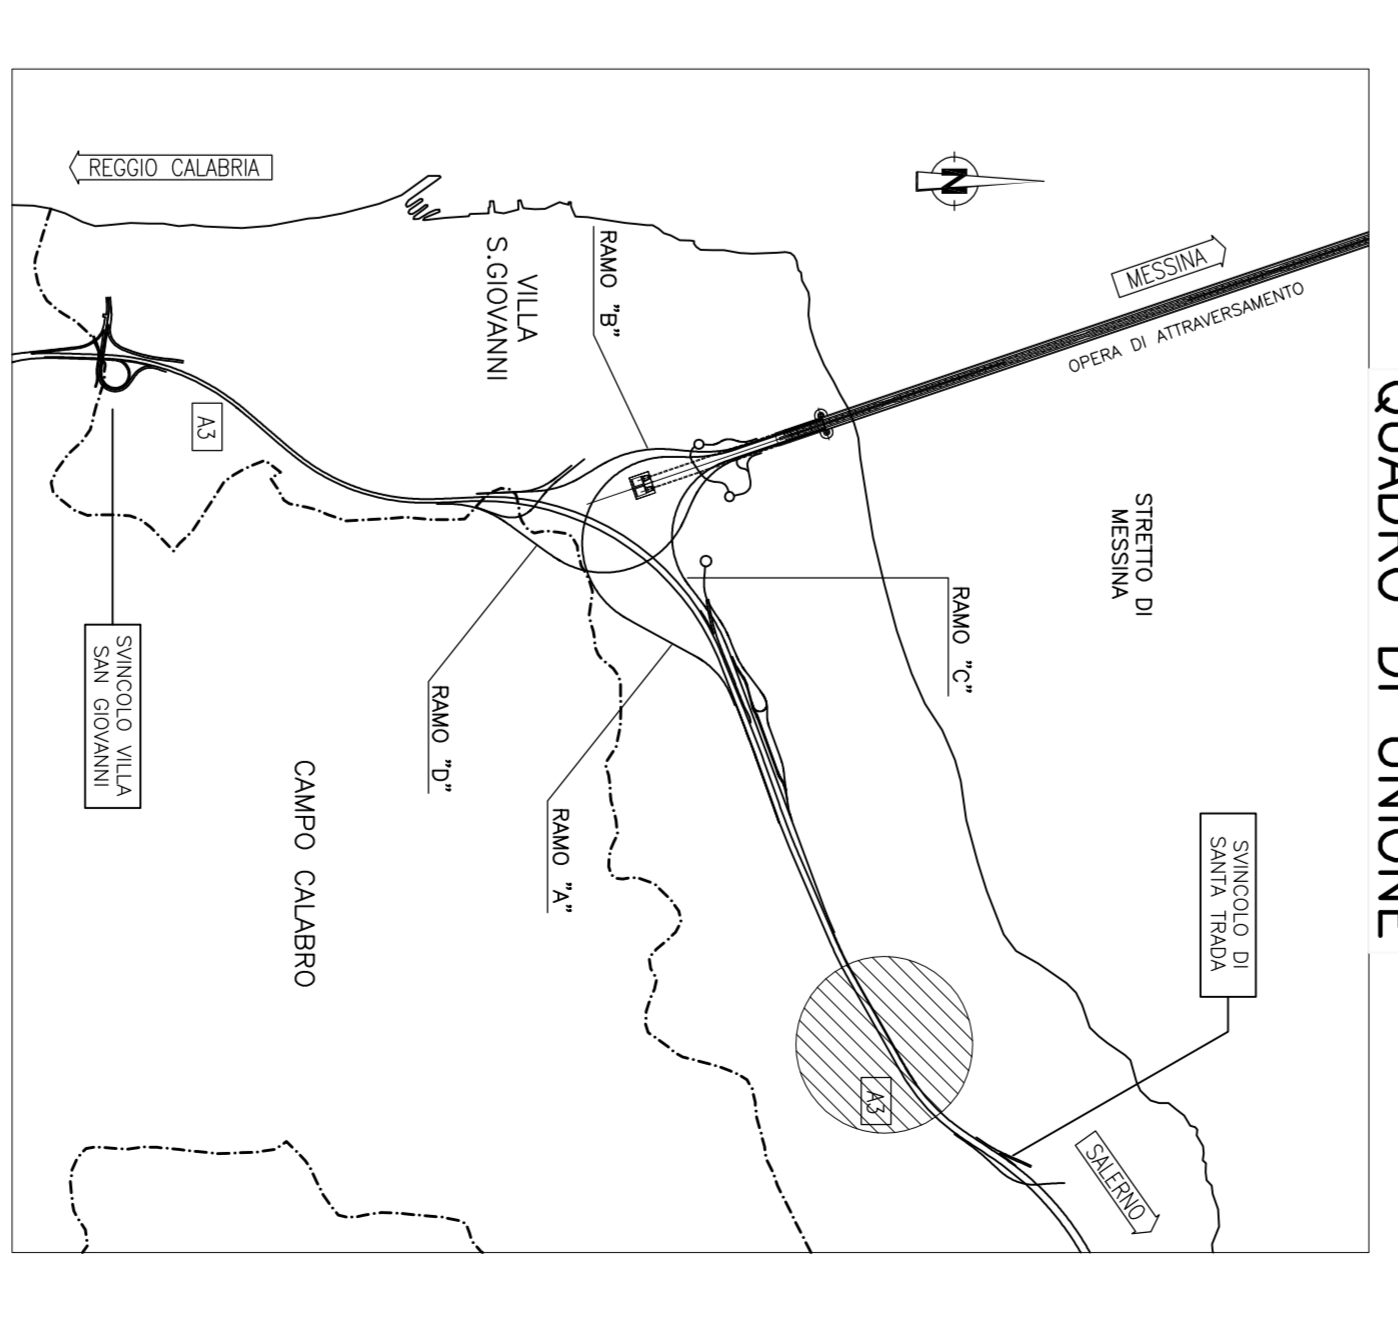 QUADRO DI UNIONE
REGGIO CALABRIA
N
MESSINA
OPERA DI ATTRAVERSAMENTO
VILLA
S.GIOVANNI
RAMO "B"
A3
STRETTO DI
MESSINA
RAMO "C"
SVINCOLO VILLA
SAN GIOVANNI
RAMO "D"
RAMO "A"
CAMPO CALABRO
SVINCOLO DI
SANTA TRADA
A3
SALERNO